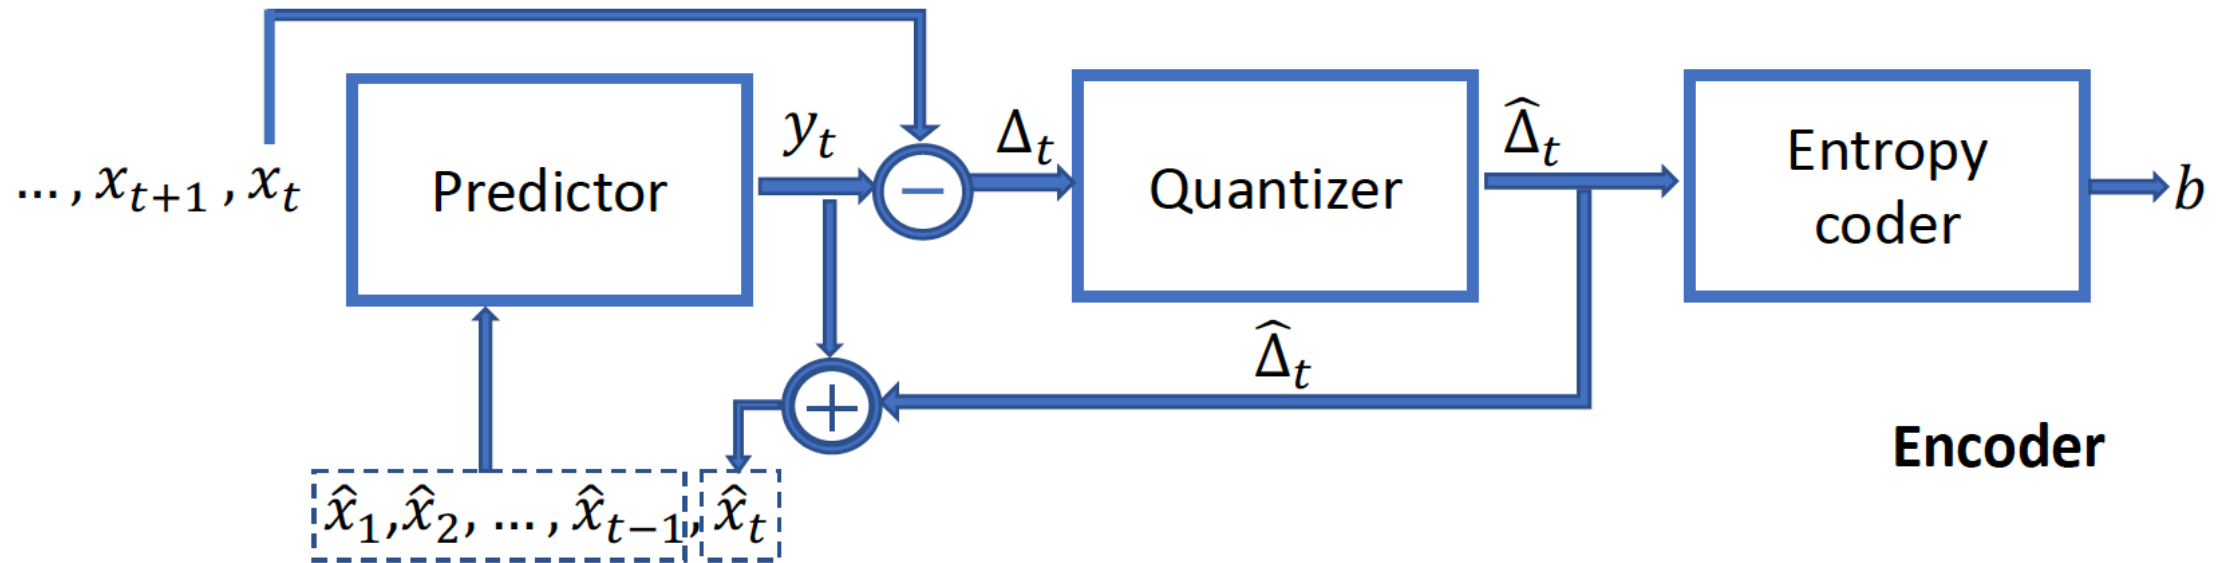 ..., x_{t+1}, x_t
Predictor
y_t
−
Δ_t
Quantizer
Δ̂_t
Entropy
coder
b
Δ̂_t
+
Encoder
x̂_1, x̂_2, ..., x̂_{t−1}, x̂_t